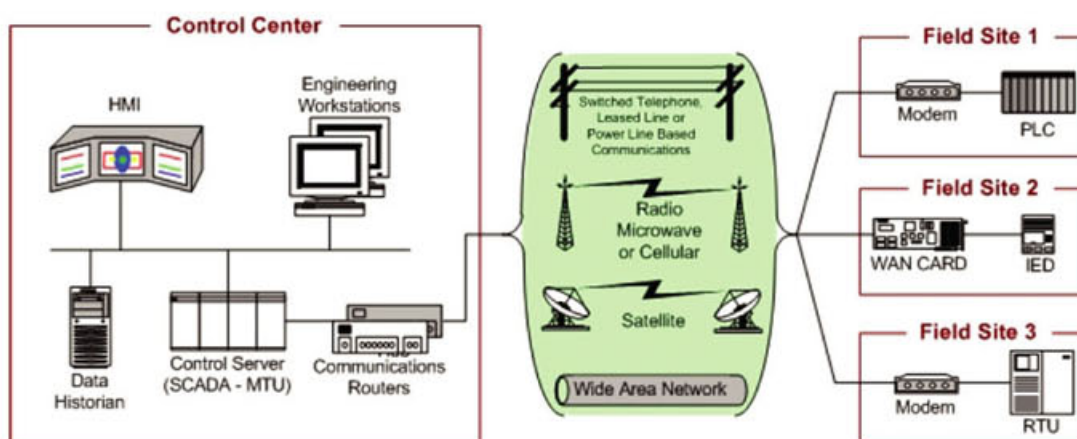 Control Center
HMI
Engineering
Workstations
Data
Historian
Control Server
(SCADA - MTU)
Communications
Routers
Switched Telephone,
Leased Line or
Power Line Based
Communications
Radio
Microwave
or Cellular
Satellite
Wide Area Network
Field Site 1
Modem
PLC
Field Site 2
WAN CARD
IED
Field Site 3
Modem
RTU